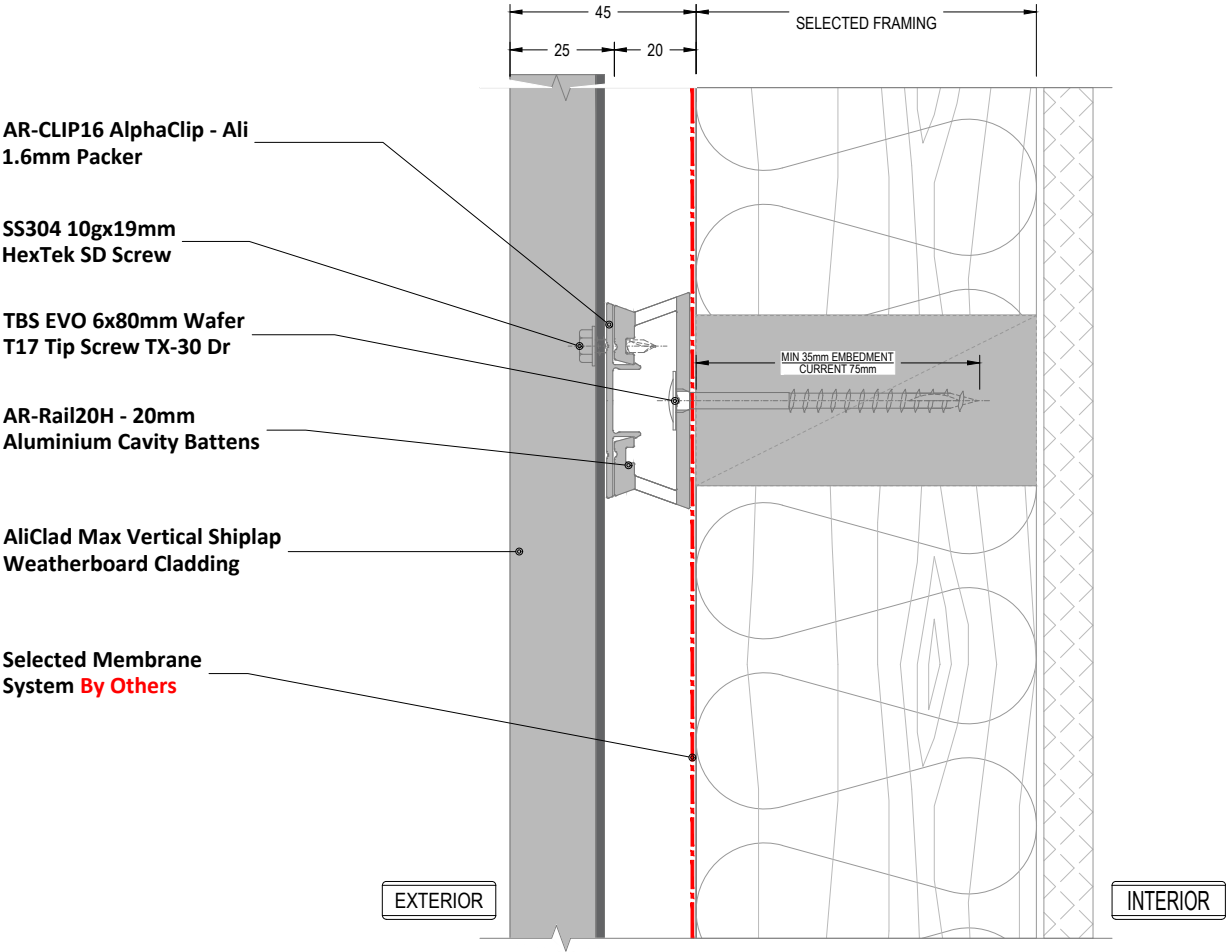 45
SELECTED FRAMING
25
20
AR-CLIP16 AlphaClip - Ali
1.6mm Packer
SS304 10gx19mm
HexTek SD Screw
TBS EVO 6x80mm Wafer
T17 Tip Screw TX-30 Dr
MIN 35mm EMBEDMENT
CURRENT 75mm
AR-Rail20H - 20mm
Aluminium Cavity Battens
AliClad Max Vertical Shiplap
Weatherboard Cladding
Selected Membrane
System By Others
EXTERIOR
INTERIOR